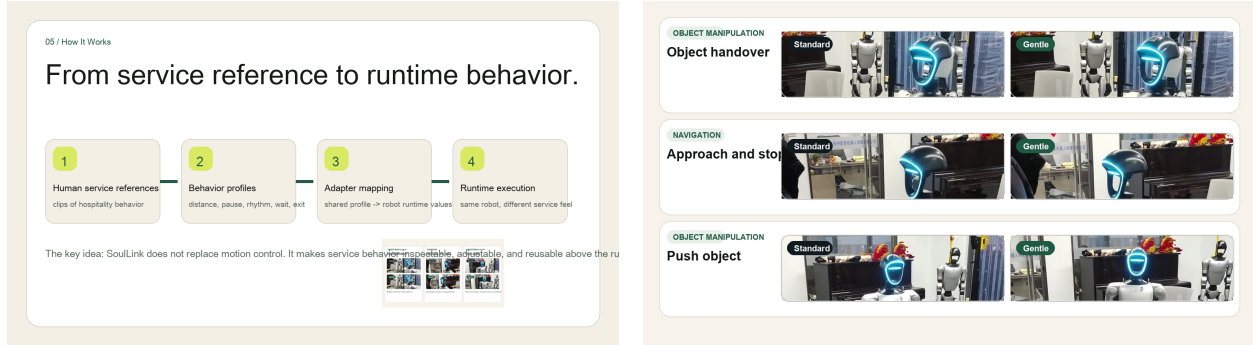 05 / How It Works
From service reference to runtime behavior.
1
Human service references
clips of hospitality behavior
2
Behavior profiles
distance, pause, rhythm, wait, exit
3
Adapter mapping
shared profile -> robot runtime values
4
Runtime execution
same robot, different service feel
The key idea: SoulLink does not replace motion control. It makes service behavior inspectable, adjustable, and reusable above the ru
OBJECT MANIPULATION
Object handover
Standard
Gentle
NAVIGATION
Approach and stop
Standard
Gentle
OBJECT MANIPULATION
Push object
Standard
Gentle